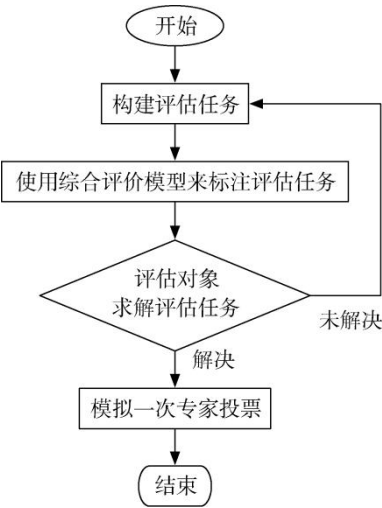 开始
构建评估任务
使用综合评价模型来标注评估任务
评估对象
求解评估任务
未解决
解决
模拟一次专家投票
结束